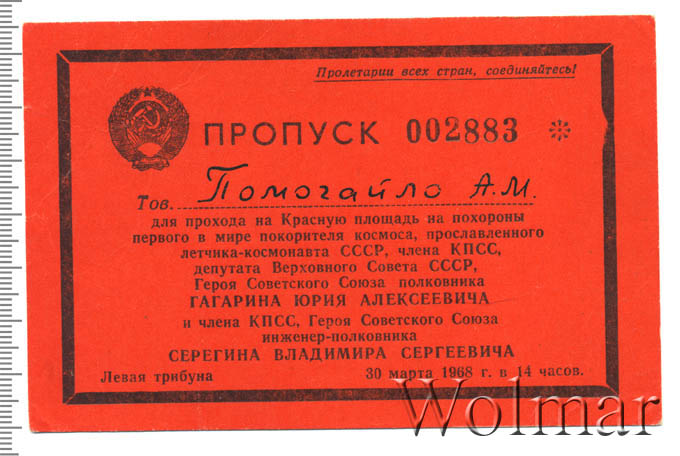 Пролетарии всех стран, соединяйтесь!
ПРОПУСК 002883 *
Тов. Помогайло А.М.
для прохода на Красную площадь на похороны
первого в мире покорителя космоса, прославленного
летчика-космонавта СССР, члена КПСС,
депутата Верховного Совета СССР,
Героя Советского Союза полковника
ГАГАРИНА ЮРИЯ АЛЕКСЕЕВИЧА
и члена КПСС, Героя Советского Союза
инженер-полковника
СЕРЕГИНА ВЛАДИМИРА СЕРГЕЕВИЧА
Левая трибуна 30 марта 1968 г. в 14 часов.
Wolmar